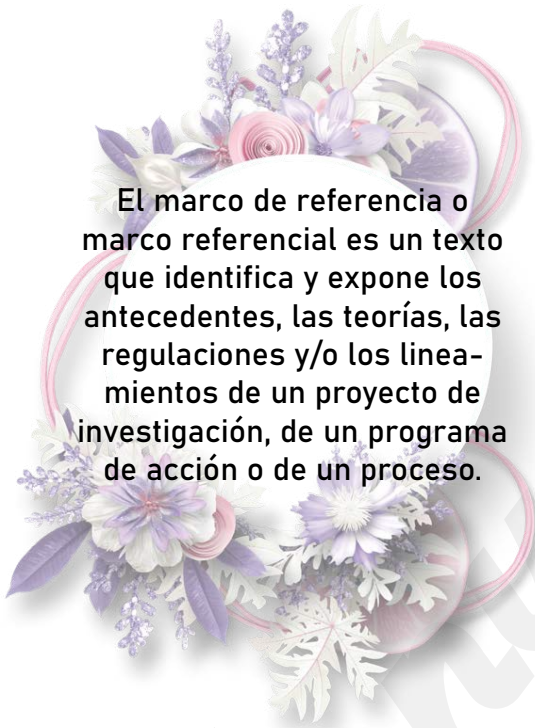 El marco de referencia o
marco referencial es un texto
que identifica y expone los
antecedentes, las teorías, las
regulaciones y/o los linea-
mientos de un proyecto de
investigación, de un programa
de acción o de un proceso.